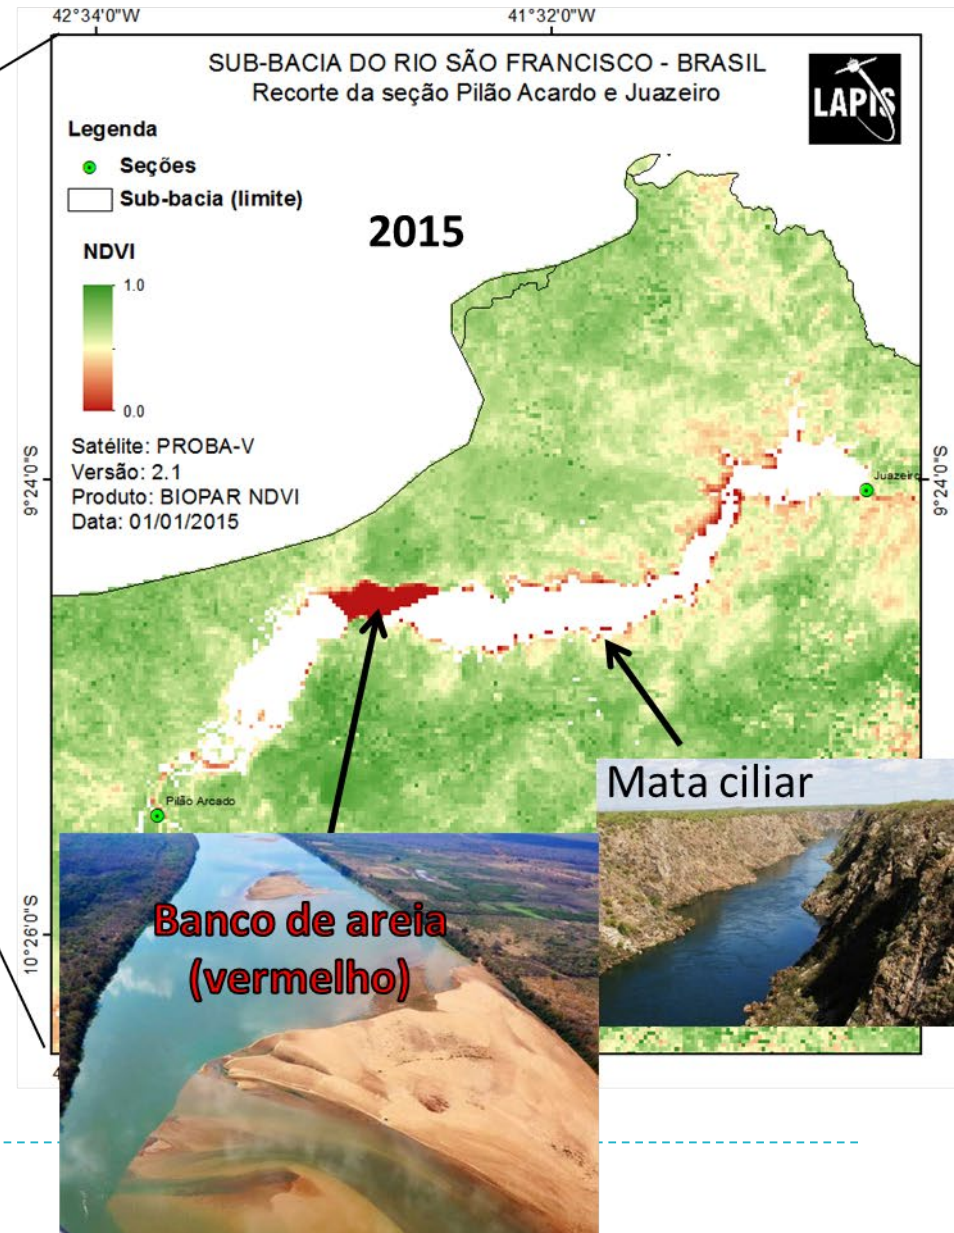 42°34'0"W
41°32'0"W
SUB-BACIA DO RIO SÃO FRANCISCO - BRASIL
Recorte da seção Pilão Acardo e Juazeiro
LAPIS
Legenda
Seções
Sub-bacia (limite)
2015
NDVI
1.0
0.0
Satélite: PROBA-V
Versão: 2.1
Produto: BIOPAR NDVI
Data: 01/01/2015
9°24'0"S
9°24'0"S
Juazeiro
Pilão Arcado
Mata ciliar
10°26'0"S
Banco de areia
(vermelho)